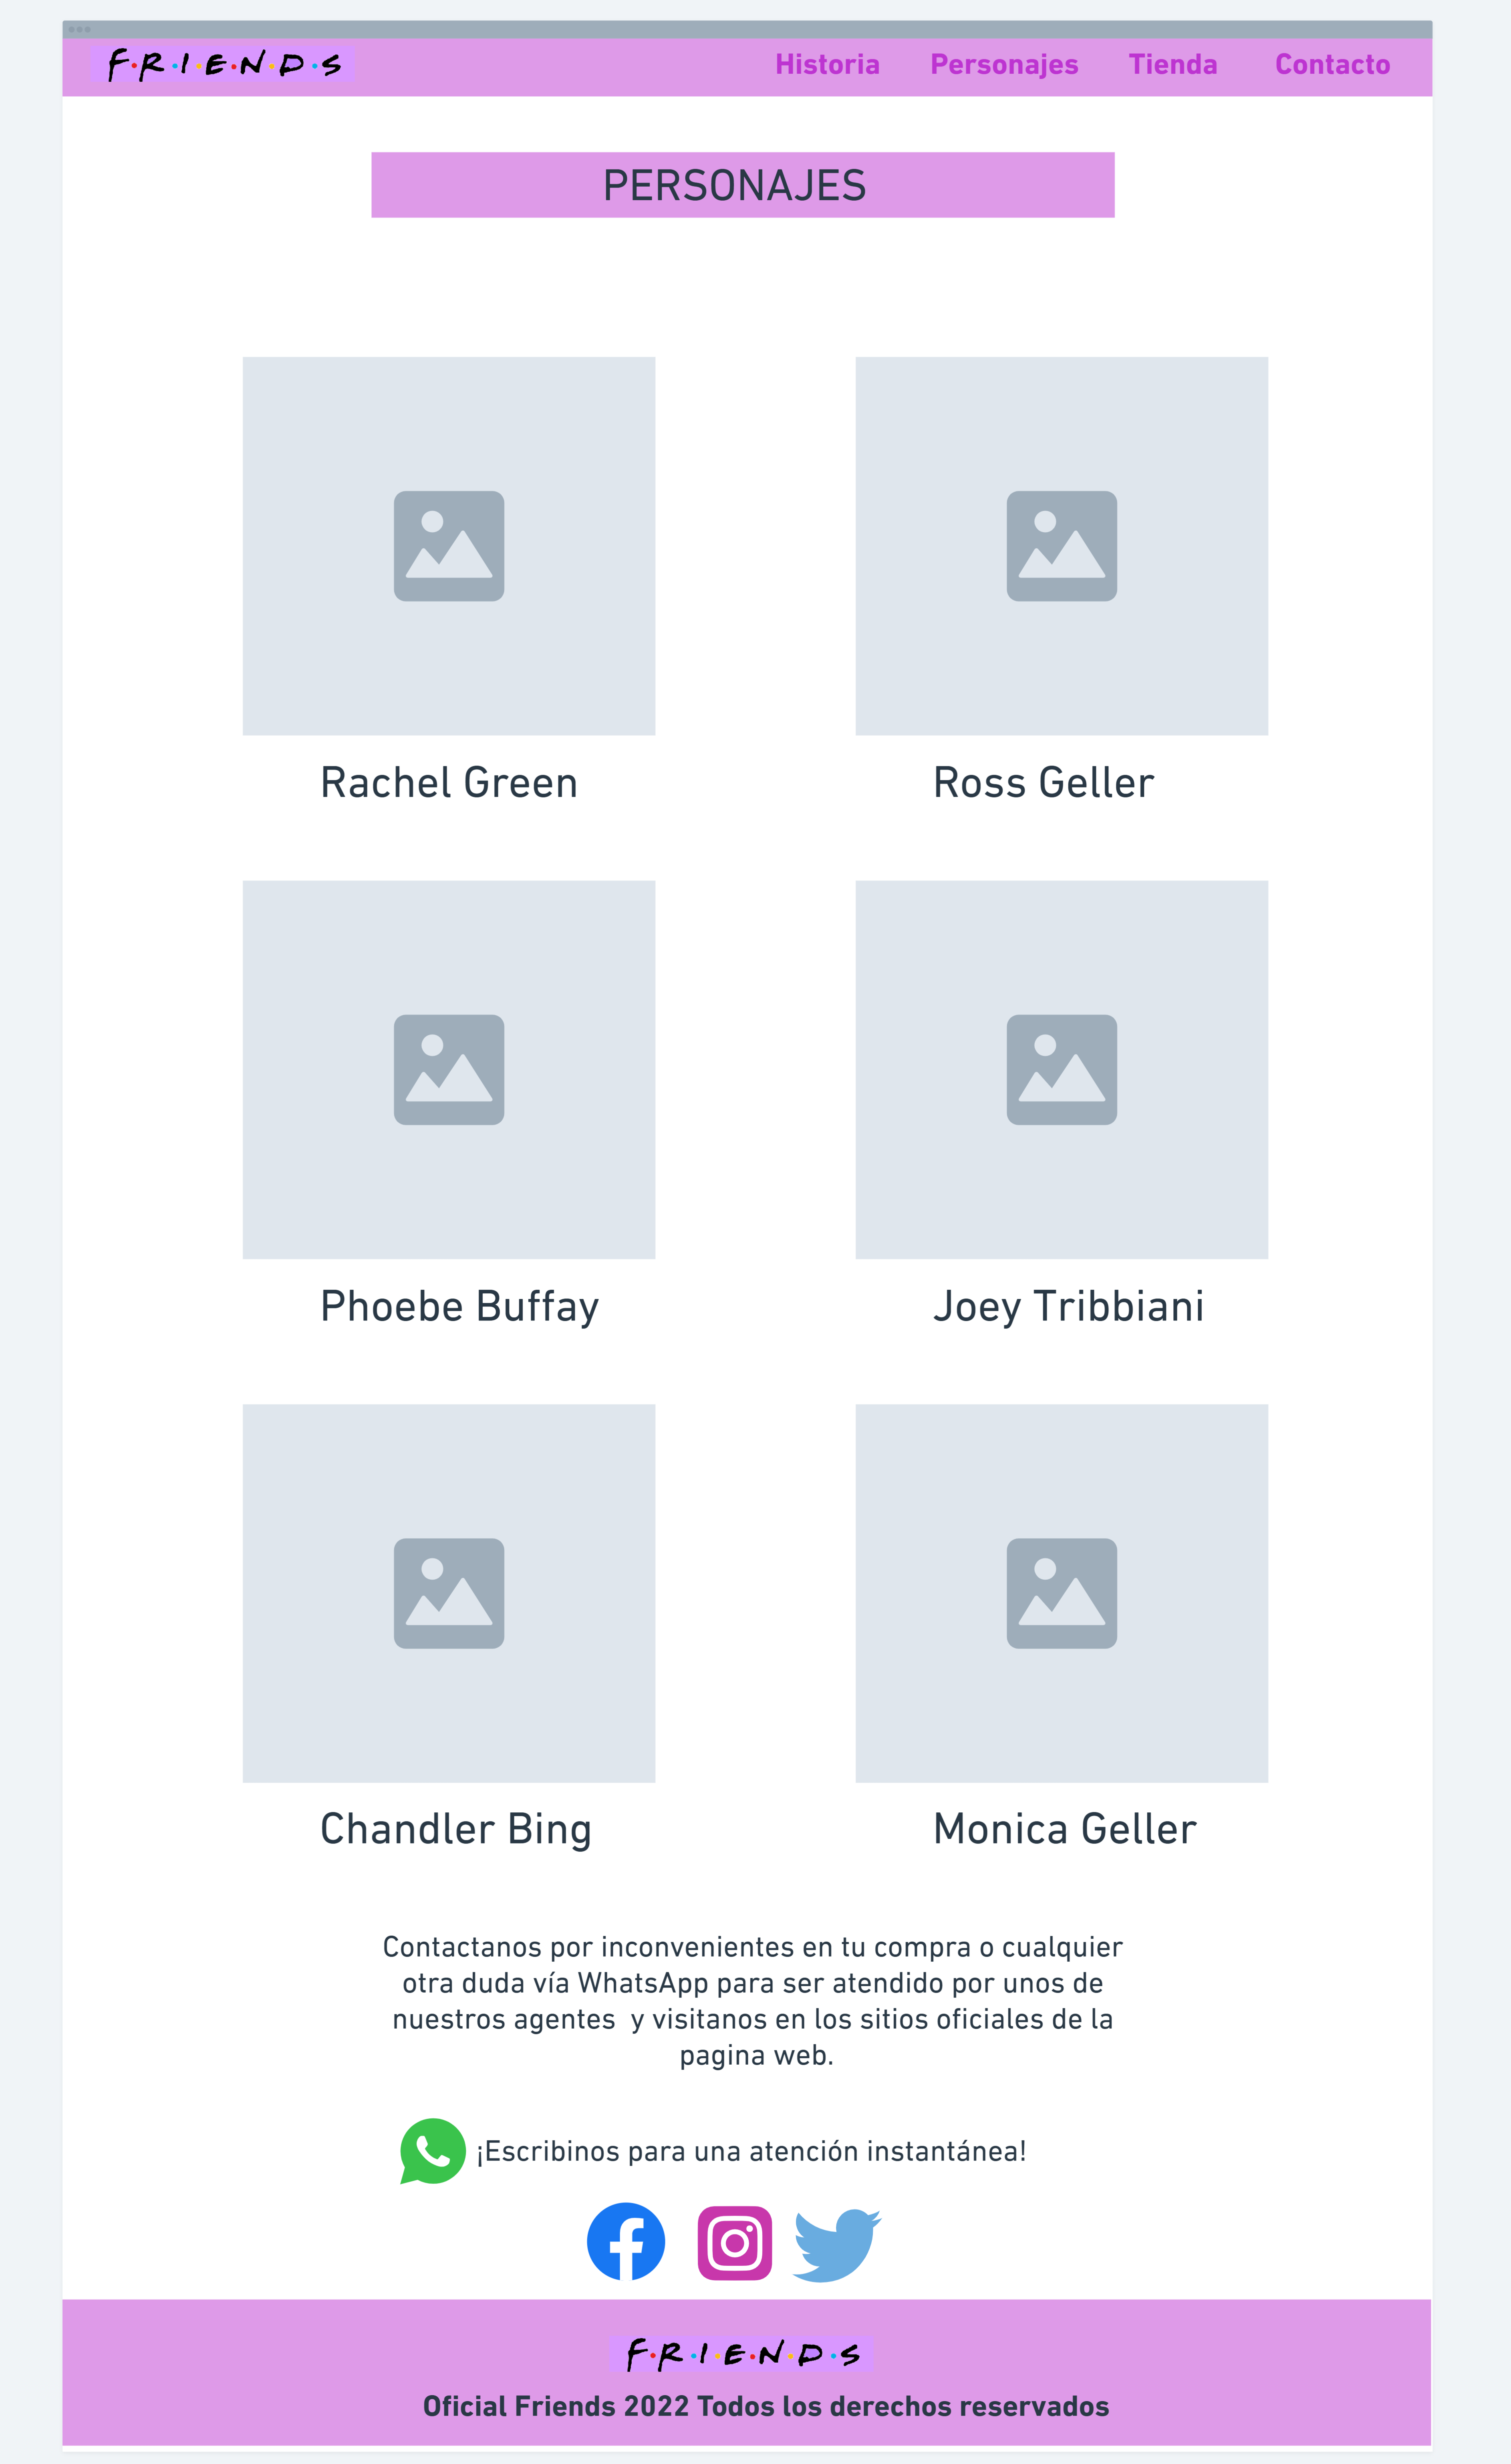 F·R·I·E·N·D·S
Historia Personajes Tienda Contacto
PERSONAJES
Rachel Green
Ross Geller
Phoebe Buffay
Joey Tribbiani
Chandler Bing
Monica Geller
Contactanos por inconvenientes en tu compra o cualquier
otra duda vía WhatsApp para ser atendido por unos de
nuestros agentes  y visitanos en los sitios oficiales de la
pagina web.
¡Escribinos para una atención instantánea!
F·R·I·E·N·D·S
Oficial Friends 2022 Todos los derechos reservados